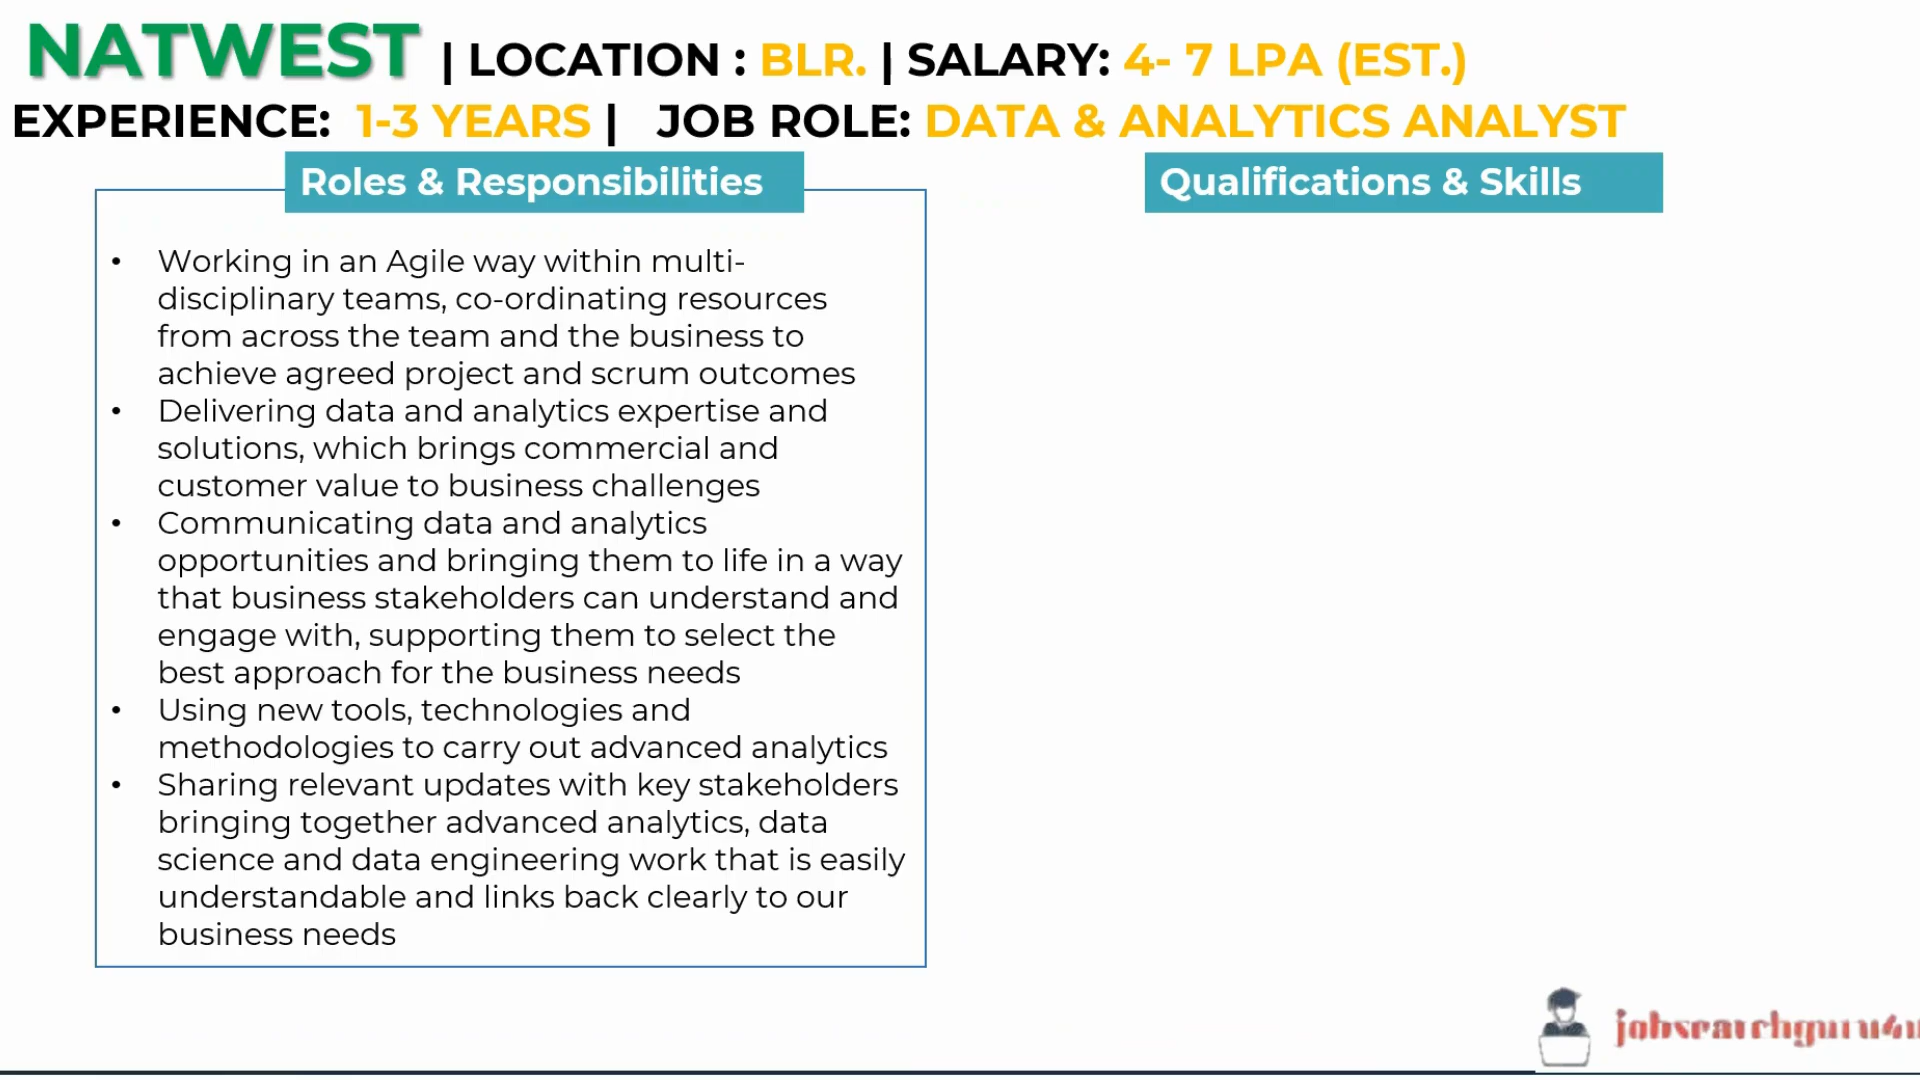 NATWEST | LOCATION : BLR. | SALARY: 4- 7 LPA (EST.)
EXPERIENCE: 1-3 YEARS | JOB ROLE: DATA & ANALYTICS ANALYST
Roles & Responsibilities
• Working in an Agile way within multi-
disciplinary teams, co-ordinating resources
from across the team and the business to
achieve agreed project and scrum outcomes
• Delivering data and analytics expertise and
solutions, which brings commercial and
customer value to business challenges
• Communicating data and analytics
opportunities and bringing them to life in a way
that business stakeholders can understand and
engage with, supporting them to select the
best approach for the business needs
• Using new tools, technologies and
methodologies to carry out advanced analytics
• Sharing relevant updates with key stakeholders
bringing together advanced analytics, data
science and data engineering work that is easily
understandable and links back clearly to our
business needs
Qualifications & Skills